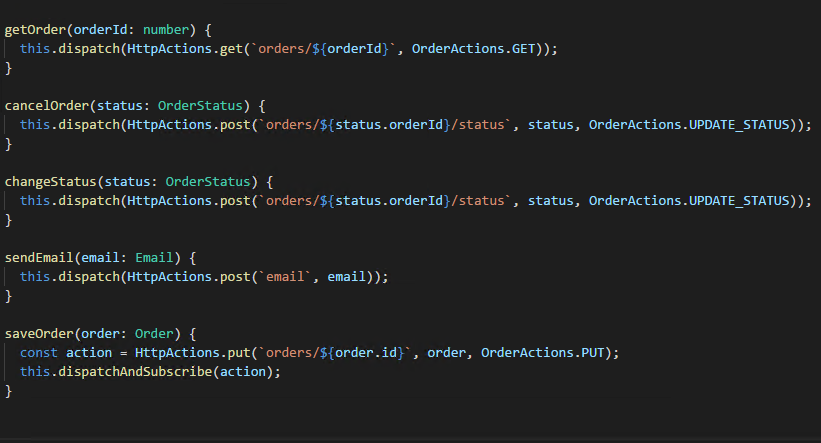 getOrder(orderId: number) {
  this.dispatch(HttpActions.get(`orders/${orderId}`, OrderActions.GET));
}

cancelOrder(status: OrderStatus) {
  this.dispatch(HttpActions.post(`orders/${status.orderId}/status`, status, OrderActions.UPDATE_STATUS));
}

changeStatus(status: OrderStatus) {
  this.dispatch(HttpActions.post(`orders/${status.orderId}/status`, status, OrderActions.UPDATE_STATUS));
}

sendEmail(email: Email) {
  this.dispatch(HttpActions.post(`email`, email));
}

saveOrder(order: Order) {
  const action = HttpActions.put(`orders/${order.id}`, order, OrderActions.PUT);
  this.dispatchAndSubscribe(action);
}